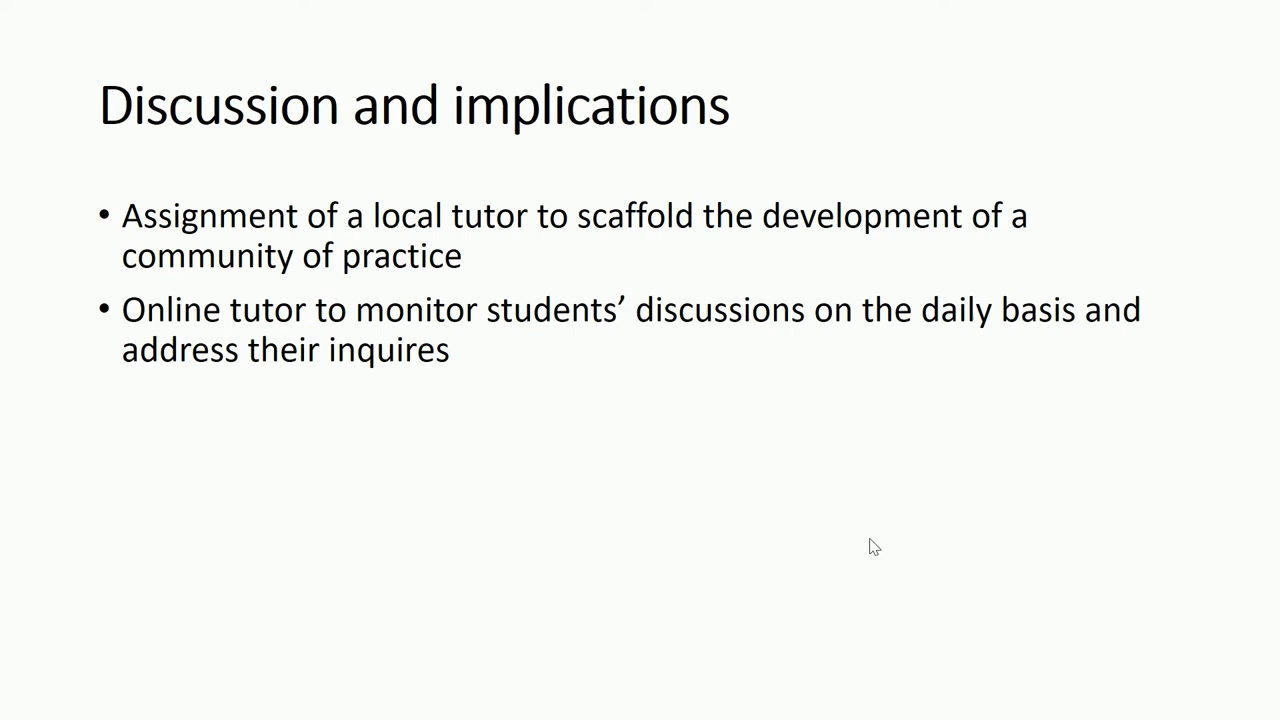 Discussion and implications
• Assignment of a local tutor to scaffold the development of a
community of practice
• Online tutor to monitor students’ discussions on the daily basis and
address their inquires